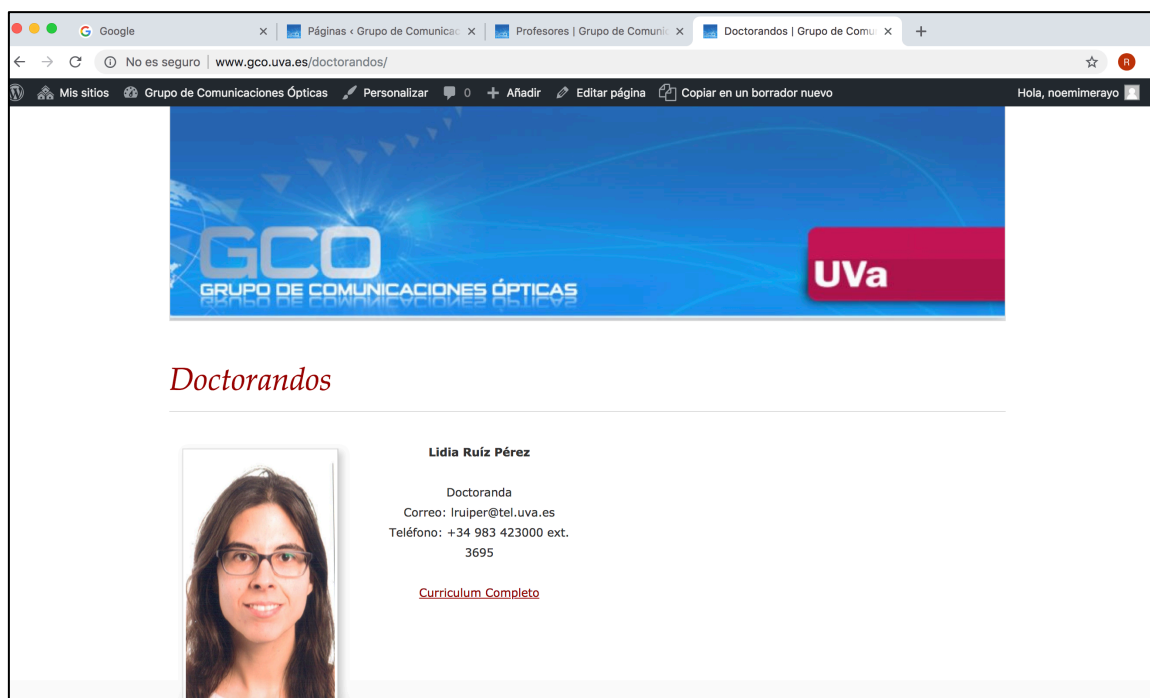 Google
Páginas ‹ Grupo de Comunicac
Profesores | Grupo de Comunic
Doctorandos | Grupo de Comu
No es seguro | www.gco.uva.es/doctorandos/
R
Mis sitios Grupo de Comunicaciones Ópticas Personalizar 0 Añadir Editar página Copiar en un borrador nuevo Hola, noemimerayo
GCO
GRUPO DE COMUNICACIONES ÓPTICAS
UVa
Doctorandos
Lidia Ruíz Pérez
Doctoranda
Correo: lruiper@tel.uva.es
Teléfono: +34 983 423000 ext.
3695
Curriculum Completo